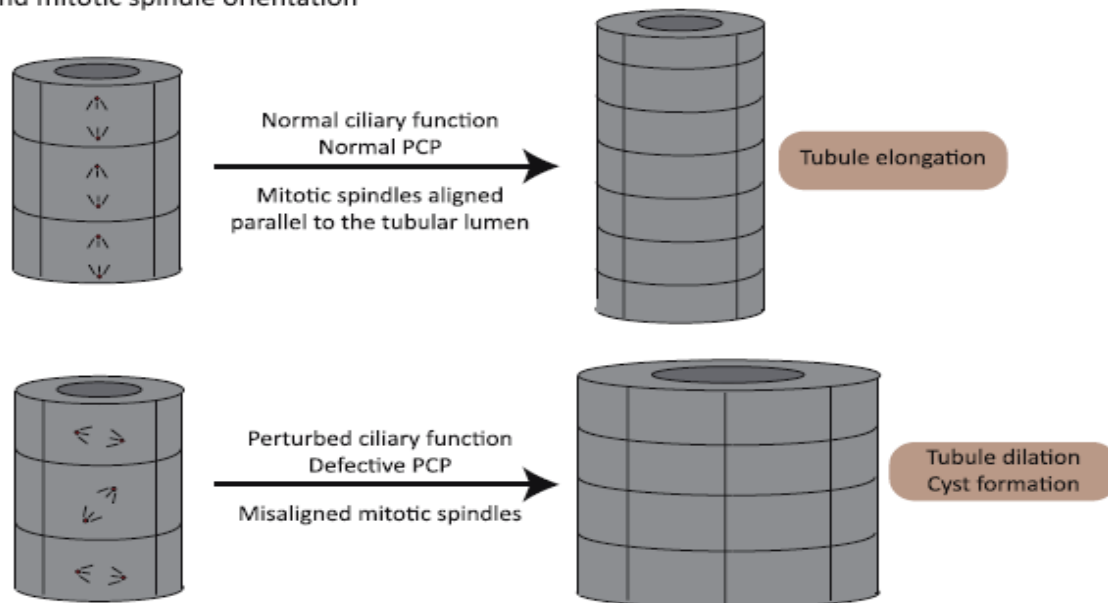 nd mitotic spindle orientation
Normal ciliary function
Normal PCP
Mitotic spindles aligned
parallel to the tubular lumen
Tubule elongation
Perturbed ciliary function
Defective PCP
Misaligned mitotic spindles
Tubule dilation
Cyst formation